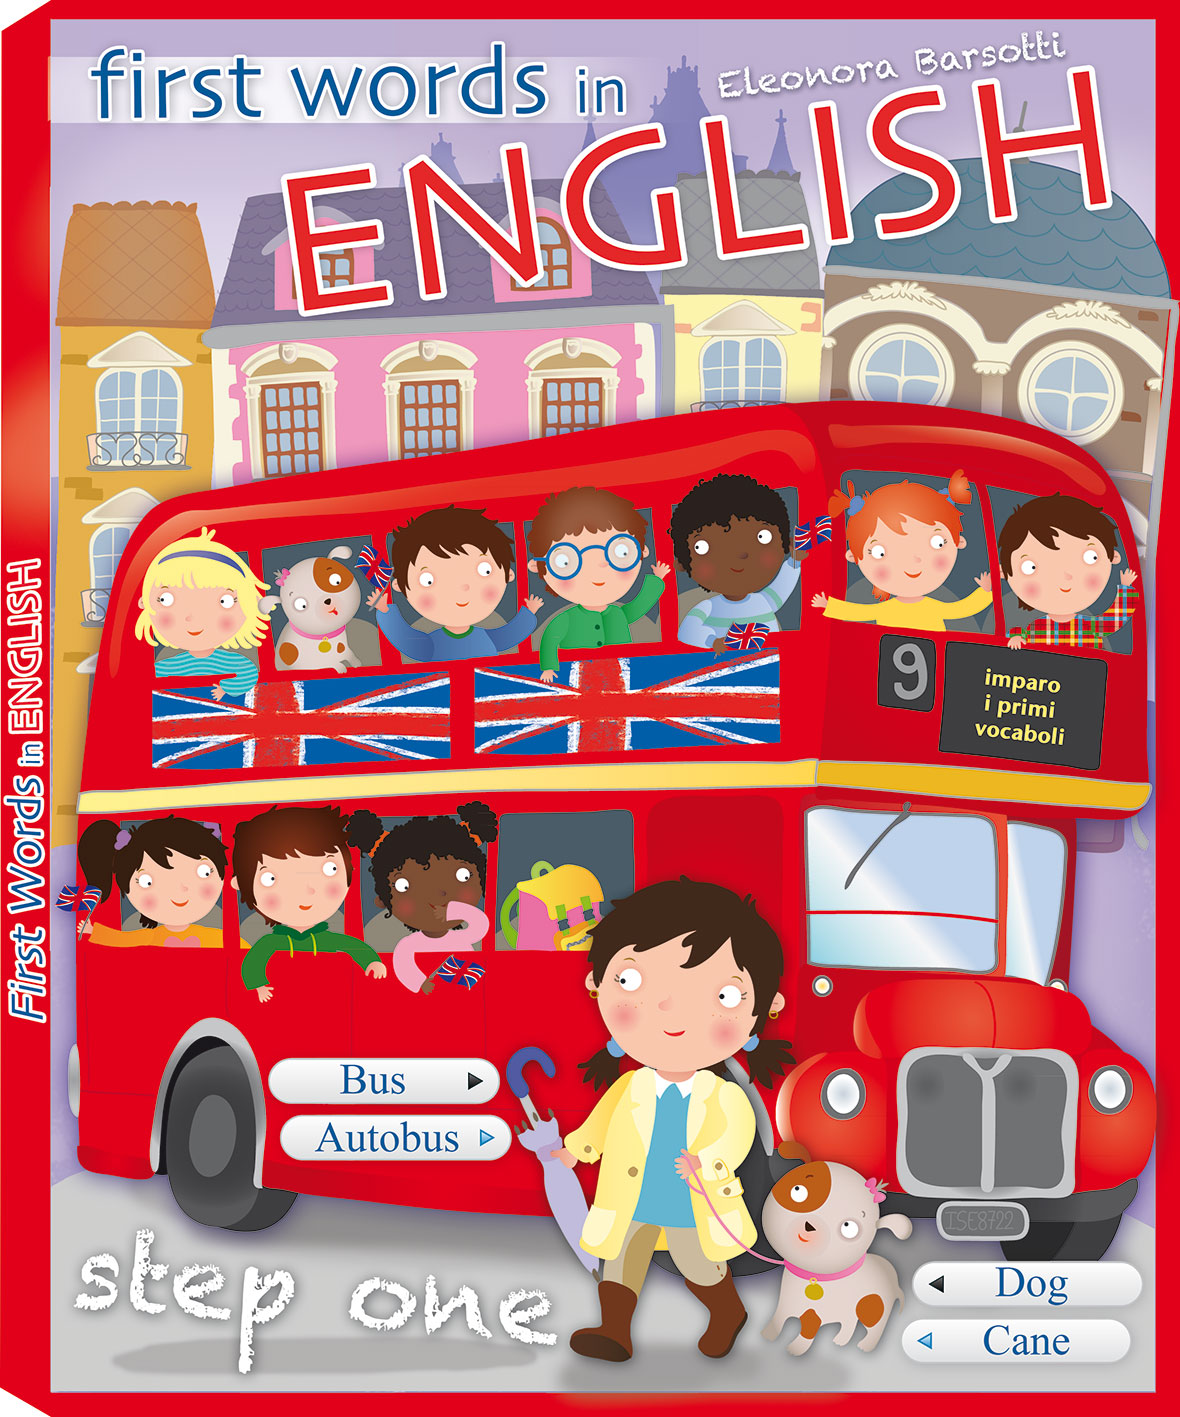 first words in
Eleonora Barsotti
ENGLISH
First Words in ENGLISH
9
imparo
i primi
vocaboli
Bus
Autobus
step one
TSE8722
Dog
Cane